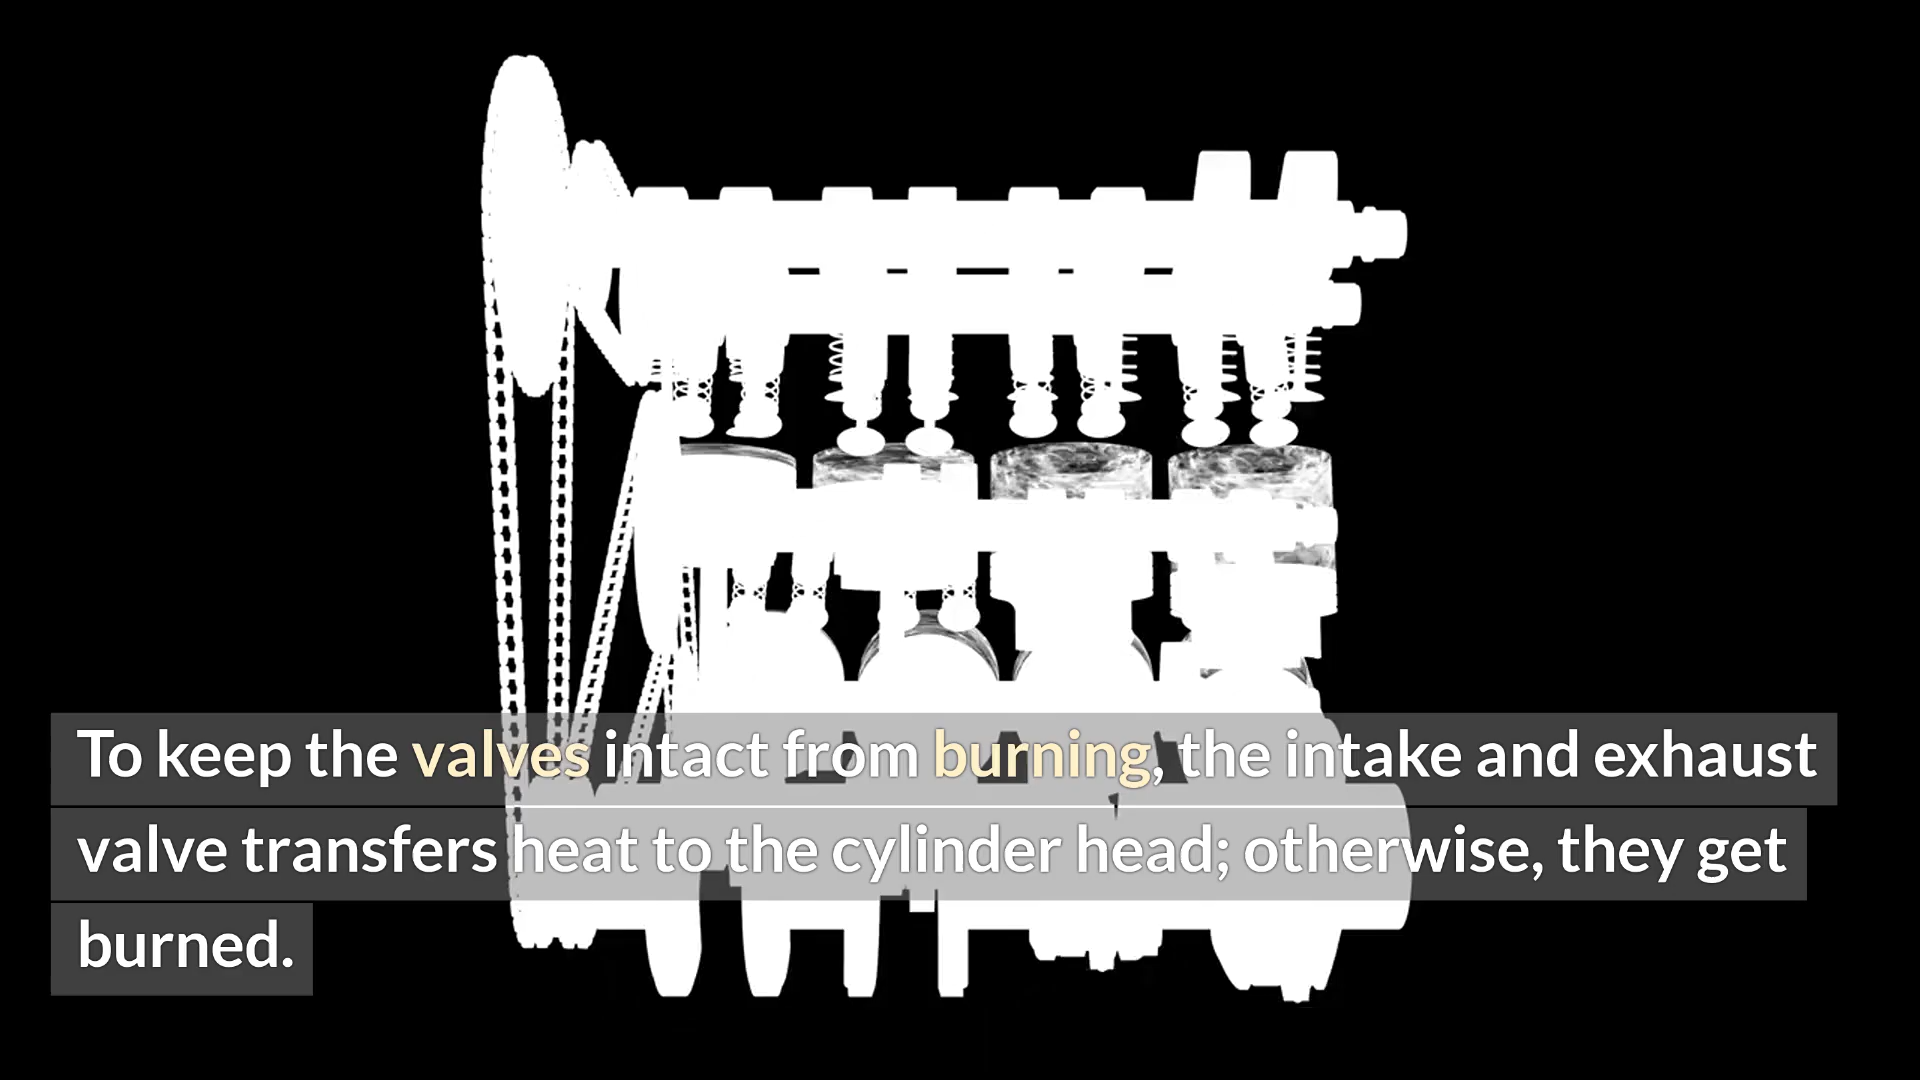 To keep the valves intact from burning, the intake and exhaust
valve transfers heat to the cylinder head; otherwise, they get
burned.